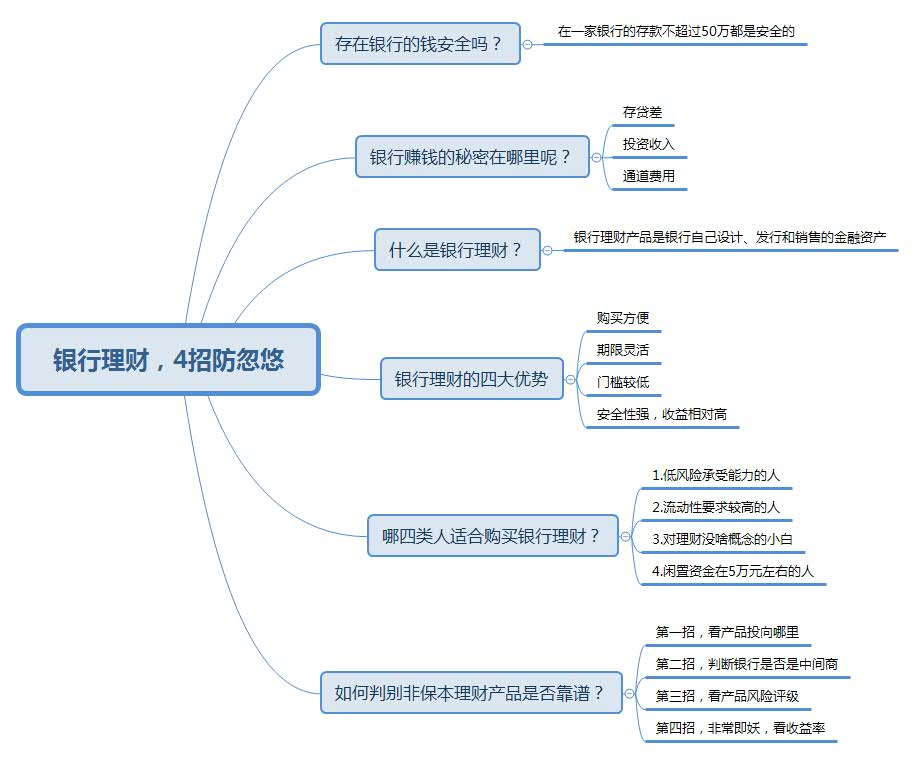 存在银行的钱安全吗？
在一家银行的存款不超过50万都是安全的
银行赚钱的秘密在哪里呢？
存贷差
投资收入
通道费用
什么是银行理财？
银行理财产品是银行自己设计、发行和销售的金融资产
银行理财，4招防忽悠
银行理财的四大优势
购买方便
期限灵活
门槛较低
安全性强，收益相对高
哪四类人适合购买银行理财？
1.低风险承受能力的人
2.流动性要求较高的人
3.对理财没啥概念的小白
4.闲置资金在5万元左右的人
如何判别非保本理财产品是否靠谱？
第一招，看产品投向哪里
第二招，判断银行是否是中间商
第三招，看产品风险评级
第四招，非常即妖，看收益率